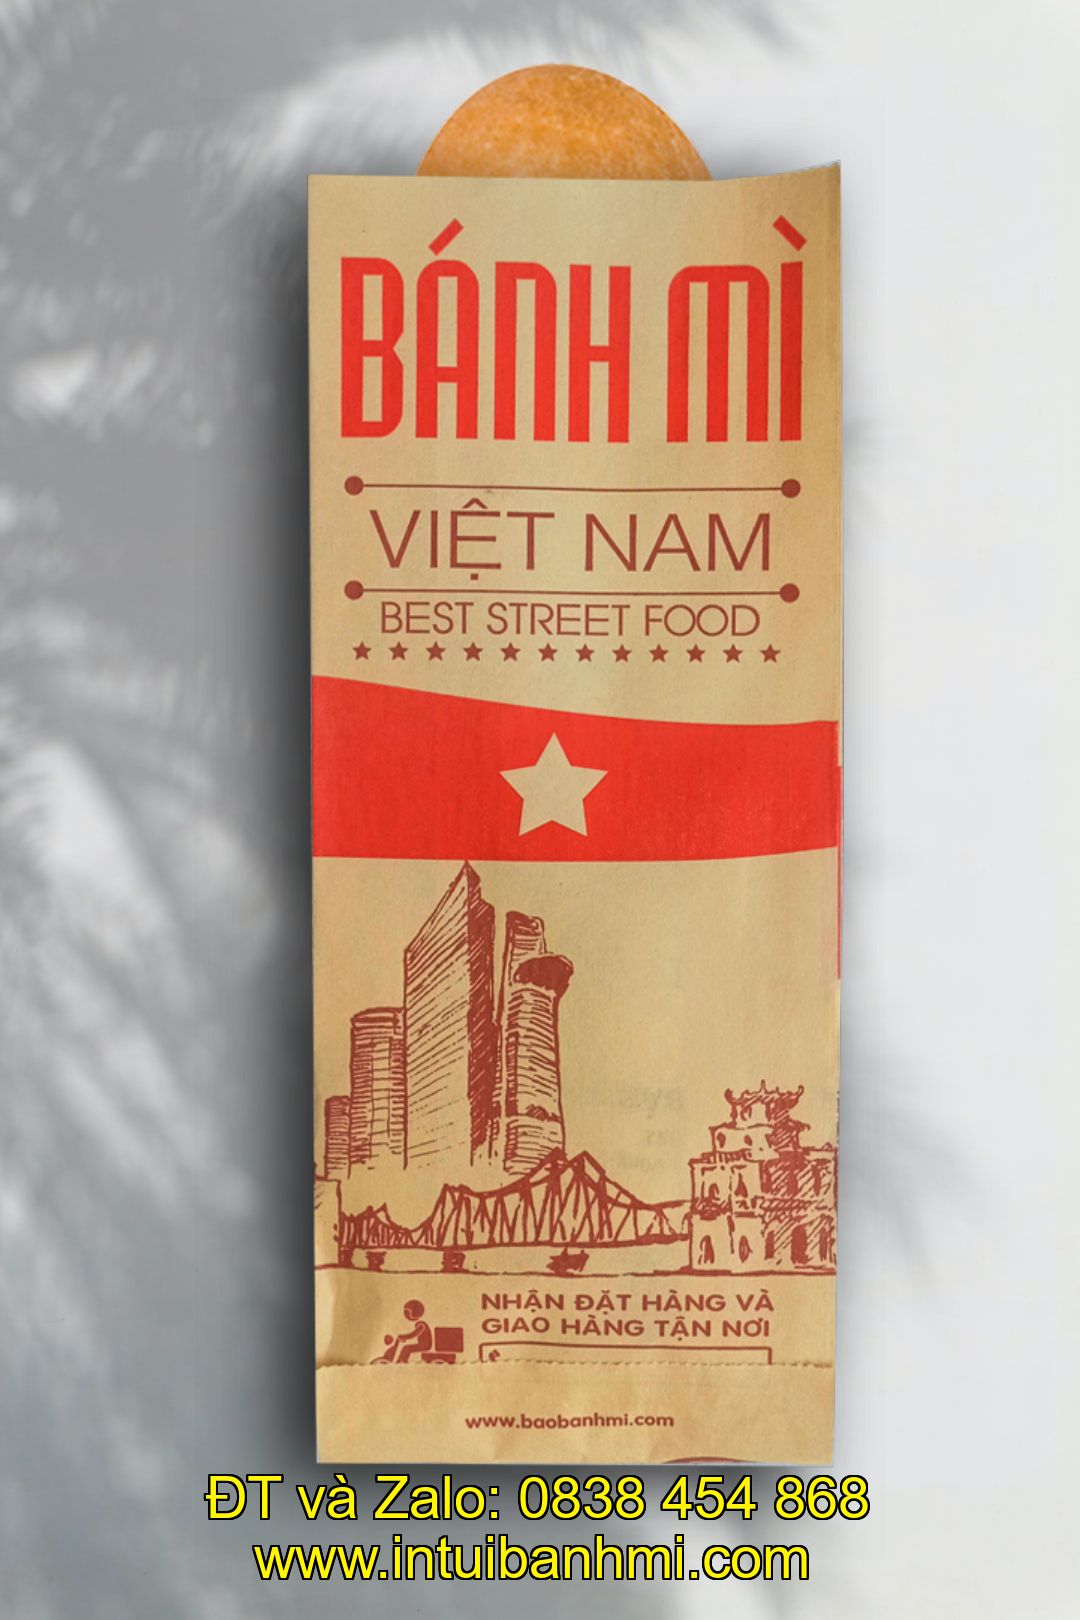 BÁNH MÌ
VIỆT NAM
BEST STREET FOOD
NHẬN ĐẶT HÀNG VÀ
GIAO HÀNG TẬN NƠI
www.baobanhmi.com
ĐT và Zalo: 0838 454 868
www.intuibanhmi.com